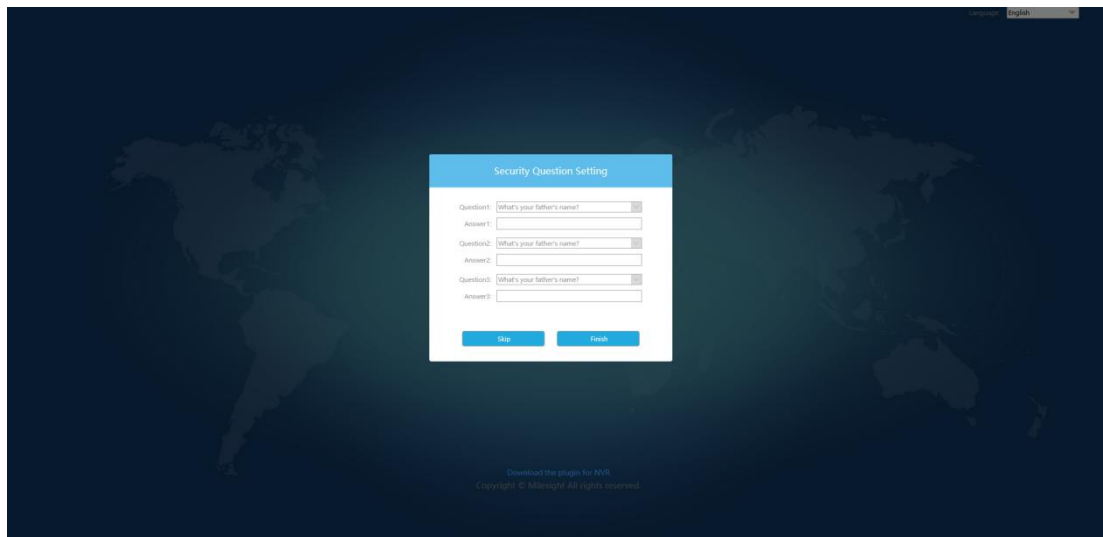 Language: English
Security Question Setting
Question1: What's your father's name?
Answer1:
Question2: What's your father's name?
Answer2:
Question3: What's your father's name?
Answer3:
Skip Finish
Download the plugin for NVR
Copyright © Milesight All rights reserved.